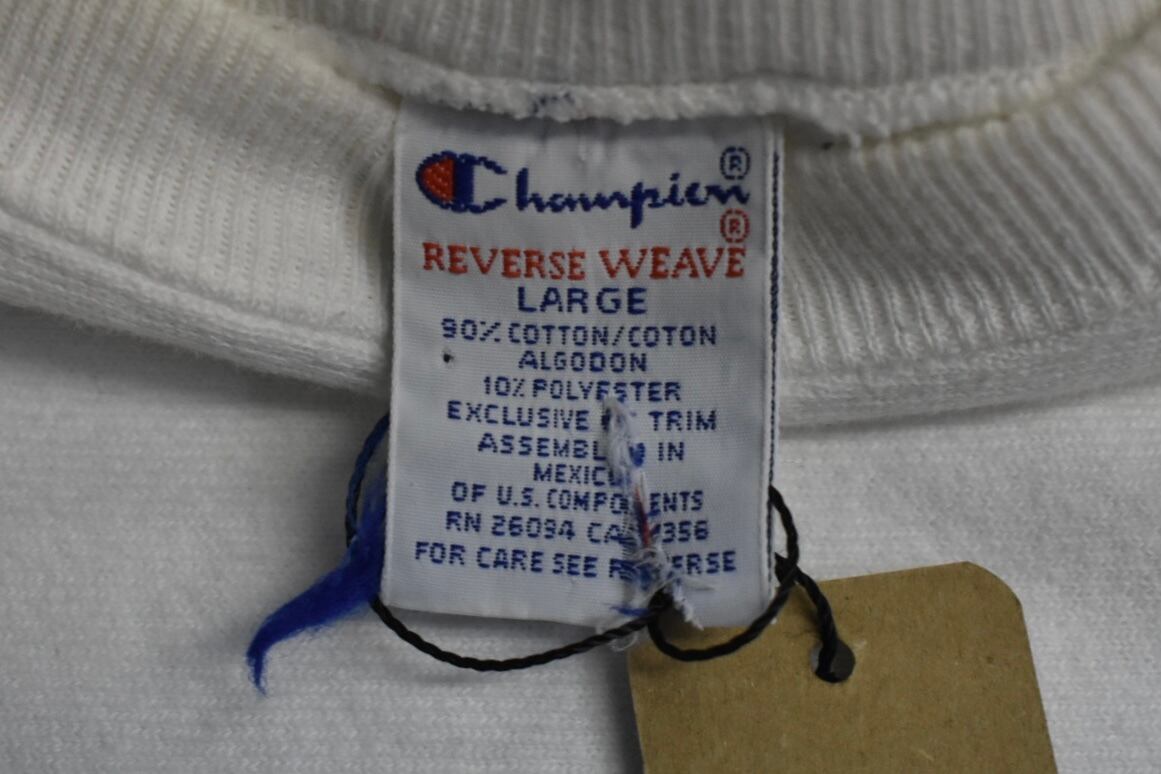 Champion®
REVERSE WEAVE®
LARGE
90% COTTON/COTON
ALGODON
10% POLYESTER
EXCLUSIVE TRIM
IN
OF U.S.
RN 26094
FOR CARE SEE